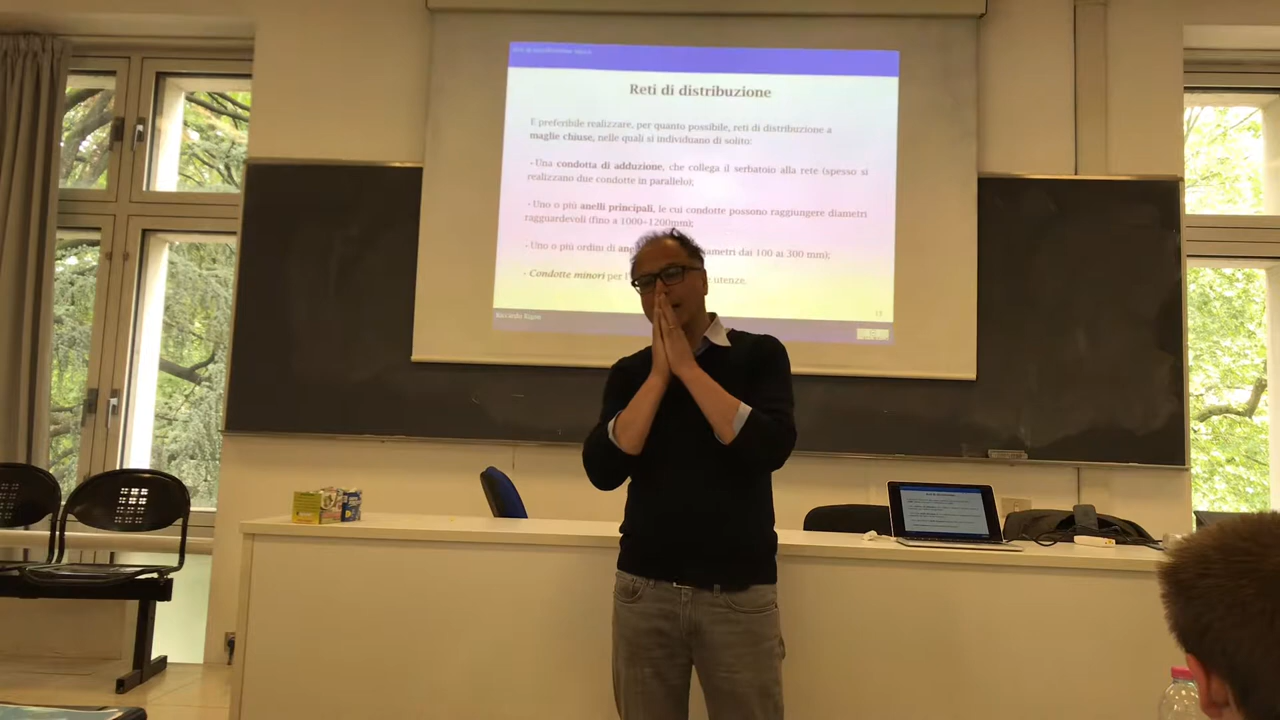 Reti di distribuzione
È preferibile realizzare, per quanto possibile, reti di distribuzione a
maglie chiuse, nelle quali si individuano di solito:
- Una condotta di adduzione, che collega il serbatoio alla rete (spesso si
realizzano due condotte in parallelo);
- Uno o più anelli principali, le cui condotte possono raggiungere diametri
ragguardevoli (fino a 1000÷1200mm);
- Uno o più ordini di ametri dai 100 ai 300 mm);
- Condotte minori per utenze.
Riccardo Rigon